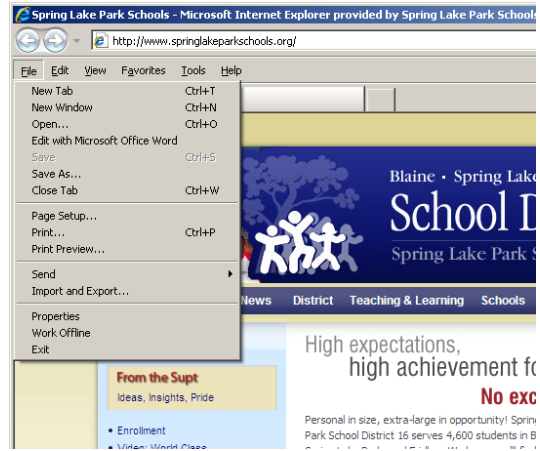 Spring Lake Park Schools - Microsoft Internet Explorer provided by Spring Lake Park Schools
http://www.springlakeparkschools.org/
File Edit View Favorites Tools Help
New Tab Ctrl+T
New Window Ctrl+N
Open... Ctrl+O
Edit with Microsoft Office Word
Save Ctrl+S
Save As...
Close Tab Ctrl+W
Page Setup...
Print... Ctrl+P
Print Preview...
Send
Import and Export...
Properties
Work Offline
Exit
Blaine · Spring Lake
School D
Spring Lake Park S
News District Teaching & Learning Schools
High expectations,
high achievement fo
No exc
From the Supt
Ideas, Insights, Pride
• Enrollment
• Video: World Class
Personal in size, extra-large in opportunity! Spring
Park School District 16 serves 4,600 students in B